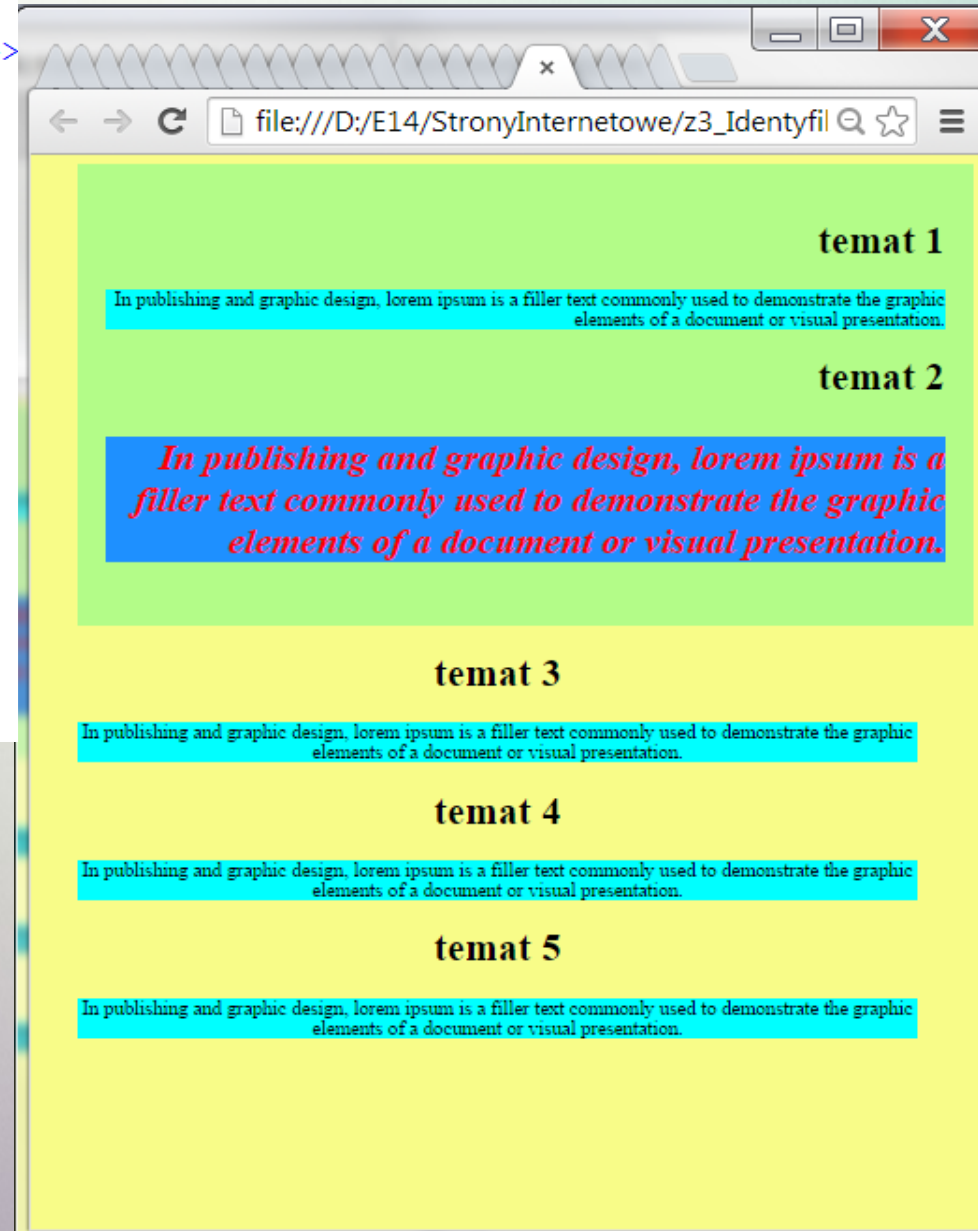 >
file:///D:/E14/StronyInternetowe/z3_Identyfil
temat 1
In publishing and graphic design, lorem ipsum is a filler text commonly used to demonstrate the graphic
elements of a document or visual presentation.
temat 2
In publishing and graphic design, lorem ipsum is a
filler text commonly used to demonstrate the graphic
elements of a document or visual presentation.
temat 3
In publishing and graphic design, lorem ipsum is a filler text commonly used to demonstrate the graphic
elements of a document or visual presentation.
temat 4
In publishing and graphic design, lorem ipsum is a filler text commonly used to demonstrate the graphic
elements of a document or visual presentation.
temat 5
In publishing and graphic design, lorem ipsum is a filler text commonly used to demonstrate the graphic
elements of a document or visual presentation.